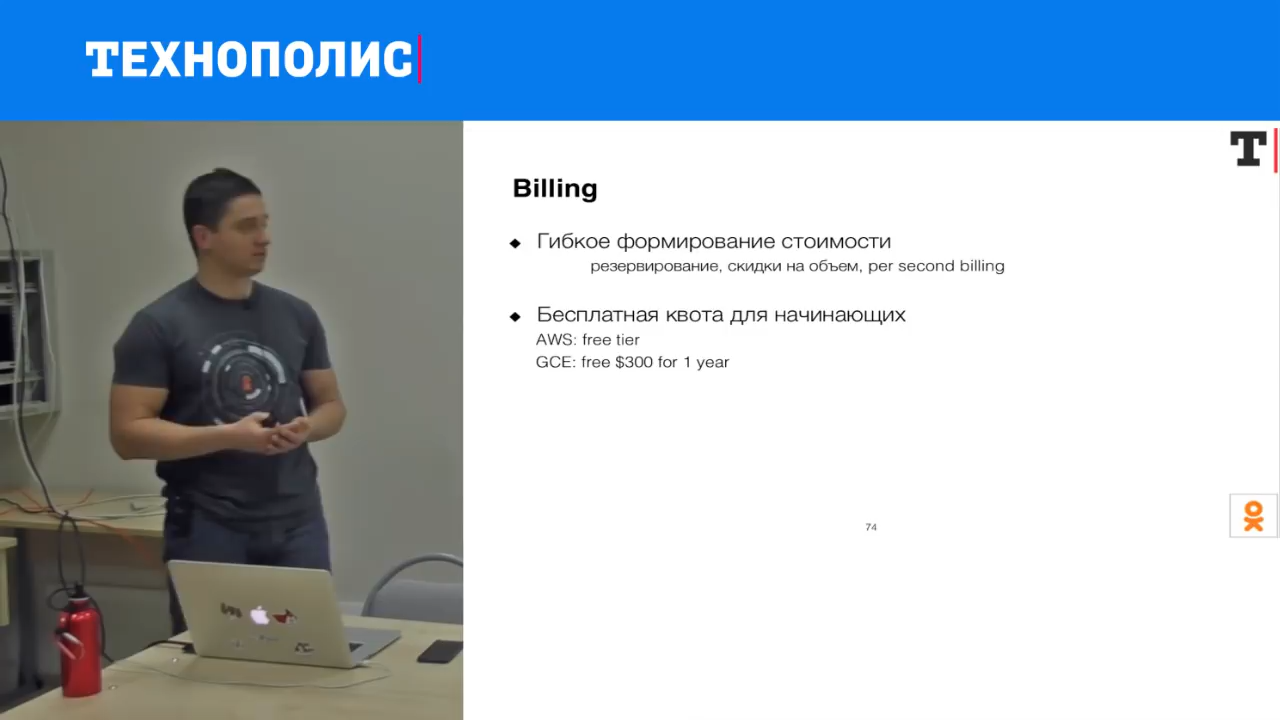 ТЕХНОПОЛИС
T
Billing
Гибкое формирование стоимости
резервирование, скидки на объем, per second billing
Бесплатная квота для начинающих
AWS: free tier
GCE: free $300 for 1 year
74